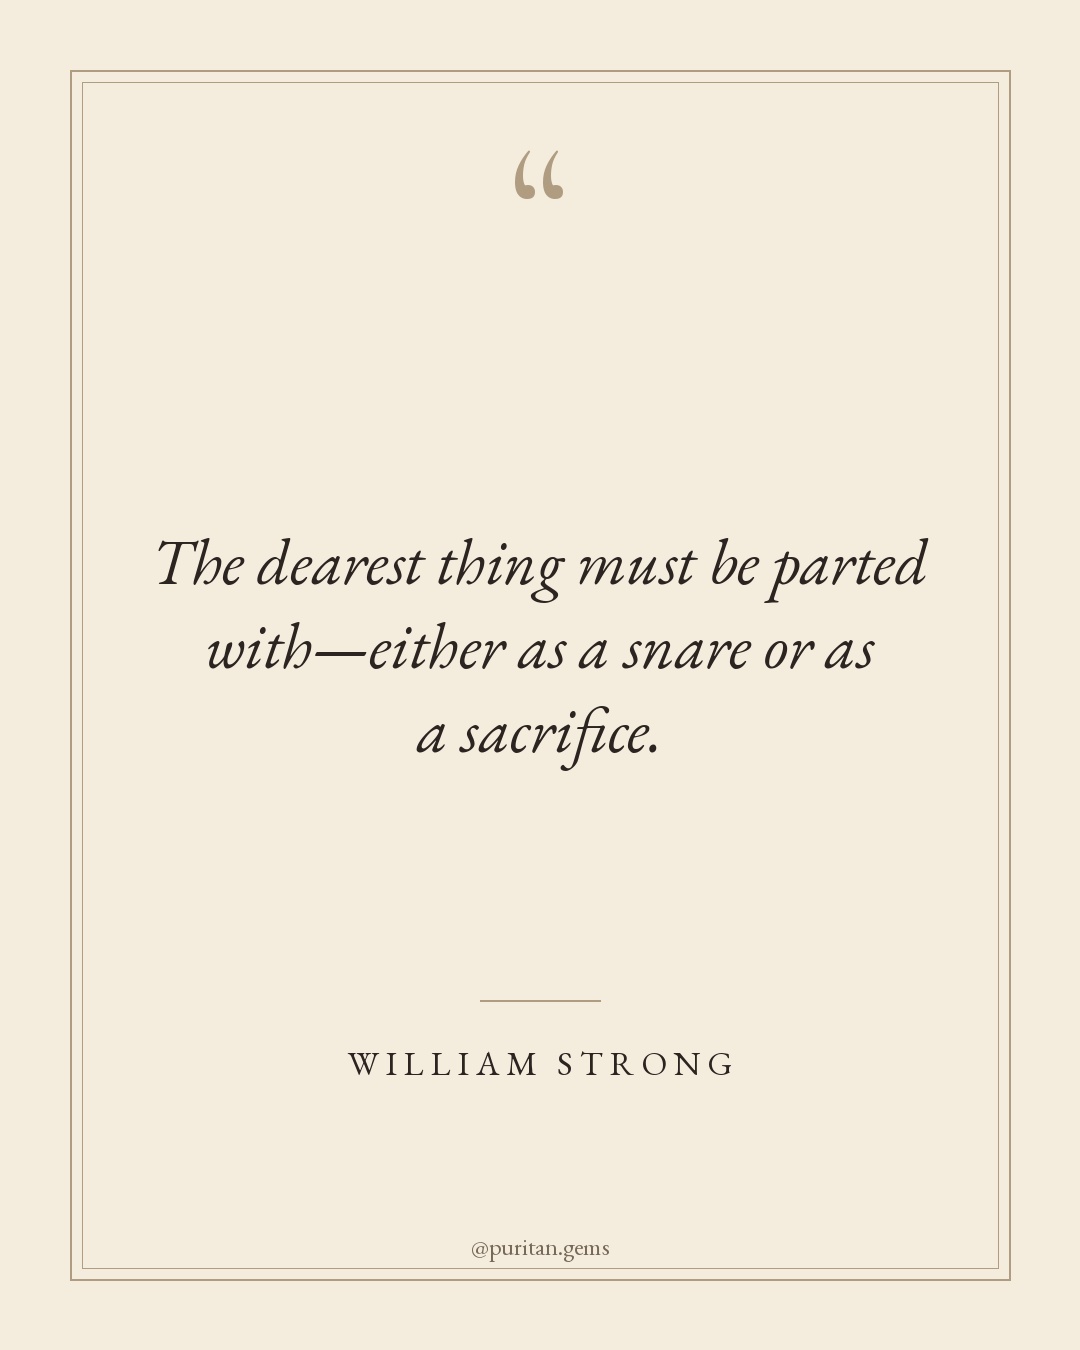 “
The dearest thing must be parted
with—either as a snare or as
a sacrifice.
WILLIAM STRONG
@puritan.gems